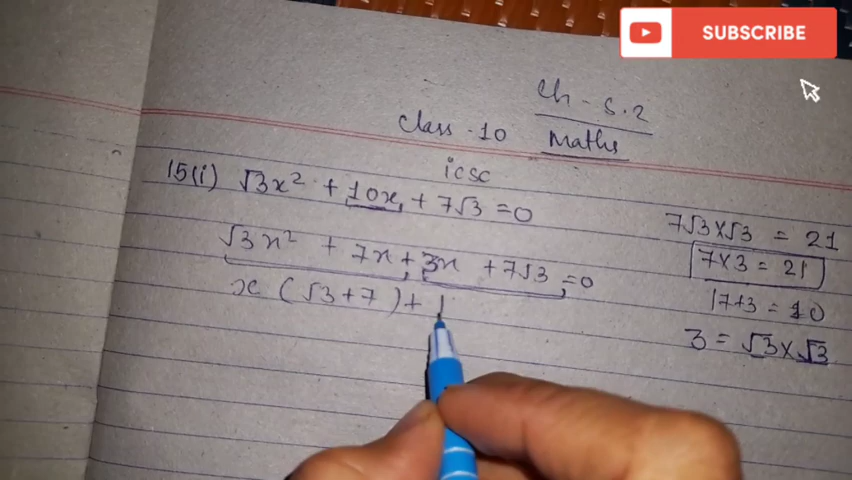 SUBSCRIBE
Ch - 5.2
Class - 10 Maths
icsc
15(i) √3x² + 10x + 7√3 = 0
√3x² + 7x + 3x + 7√3 = 0
x (√3 + 7) +
7√3 × √3 = 21
7 × 3 = 21
7 + 3 = 10
3 = √3 × √3